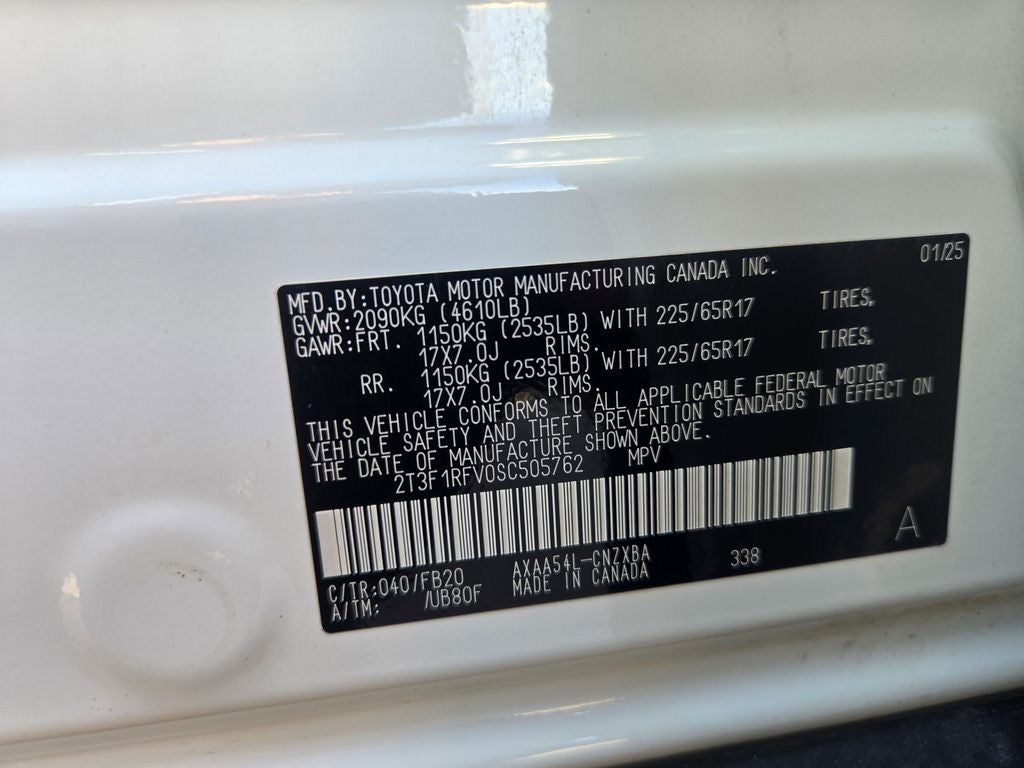 01/25
MFD.BY:TOYOTA MOTOR MANUFACTURING CANADA INC.
GVWR:2090KG (4610LB)
GAWR:FRT. 1150KG (2535LB) WITH 225/65R17 TIRES,
17X7.0J RIMS.
RR. 1150KG (2535LB) WITH 225/65R17 TIRES,
17X7.0J RIMS.
THIS VEHICLE CONFORMS TO ALL APPLICABLE FEDERAL MOTOR
VEHICLE SAFETY AND THEFT PREVENTION STANDARDS IN EFFECT ON
THE DATE OF MANUFACTURE SHOWN ABOVE.
2T3F1RFV0SC505762 MPV
A
C/TR:040/FB20 AXAA54L-CNZXBA 338
A/TM: /UB80F MADE IN CANADA